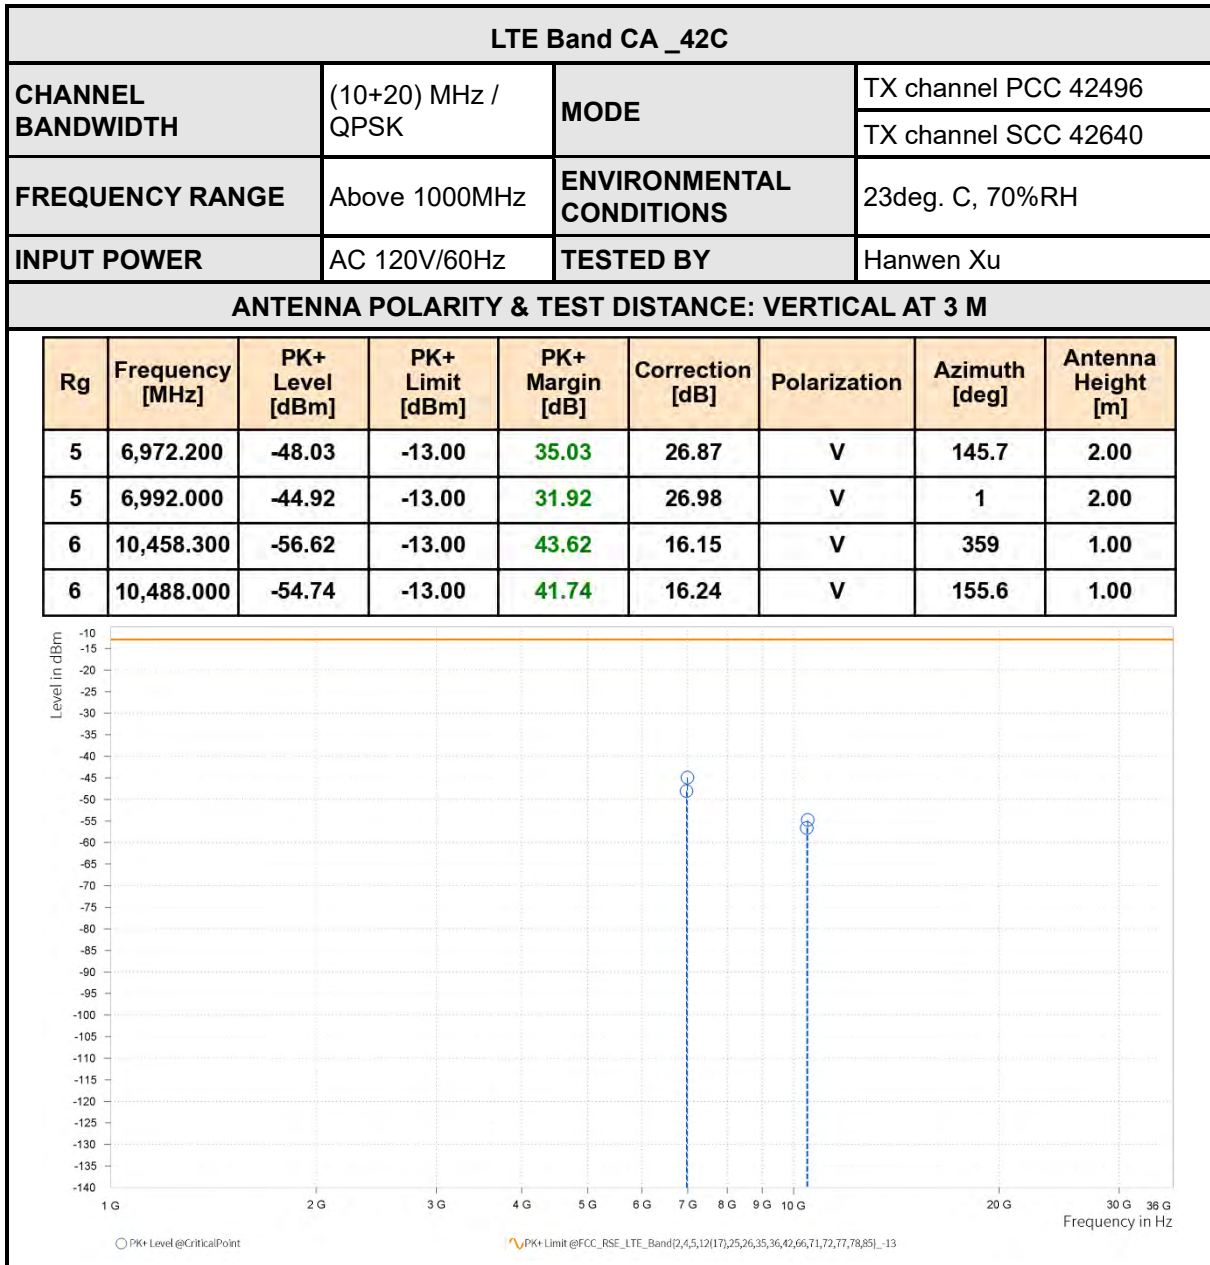 LTE Band CA _42C
CHANNEL BANDWIDTH
(10+20) MHz / QPSK
MODE
TX channel PCC 42496
TX channel SCC 42640
FREQUENCY RANGE
Above 1000MHz
ENVIRONMENTAL CONDITIONS
23deg. C, 70%RH
INPUT POWER
AC 120V/60Hz
TESTED BY
Hanwen Xu
ANTENNA POLARITY & TEST DISTANCE: VERTICAL AT 3 M
Rg Frequency [MHz] PK+ Level [dBm] PK+ Limit [dBm] PK+ Margin [dB] Correction [dB] Polarization Azimuth [deg] Antenna Height [m]
5 6,972.200 -48.03 -13.00 35.03 26.87 V 145.7 2.00
5 6,992.000 -44.92 -13.00 31.92 26.98 V 1 2.00
6 10,458.300 -56.62 -13.00 43.62 16.15 V 359 1.00
6 10,488.000 -54.74 -13.00 41.74 16.24 V 155.6 1.00
Level in dBm
-10
-15
-20
-25
-30
-35
-40
-45
-50
-55
-60
-65
-70
-75
-80
-85
-90
-95
-100
-105
-110
-115
-120
-125
-130
-135
-140
1 G 2 G 3 G 4 G 5 G 6 G 7 G 8 G 9 G 10 G 20 G 30 G 36 G
Frequency in Hz
PK+ Level @CriticalPoint
PK+ Limit @FCC_RSE_LTE_Band{2,4,5,12(17),25,26,35,36,42,66,71,72,77,78,85}_-13